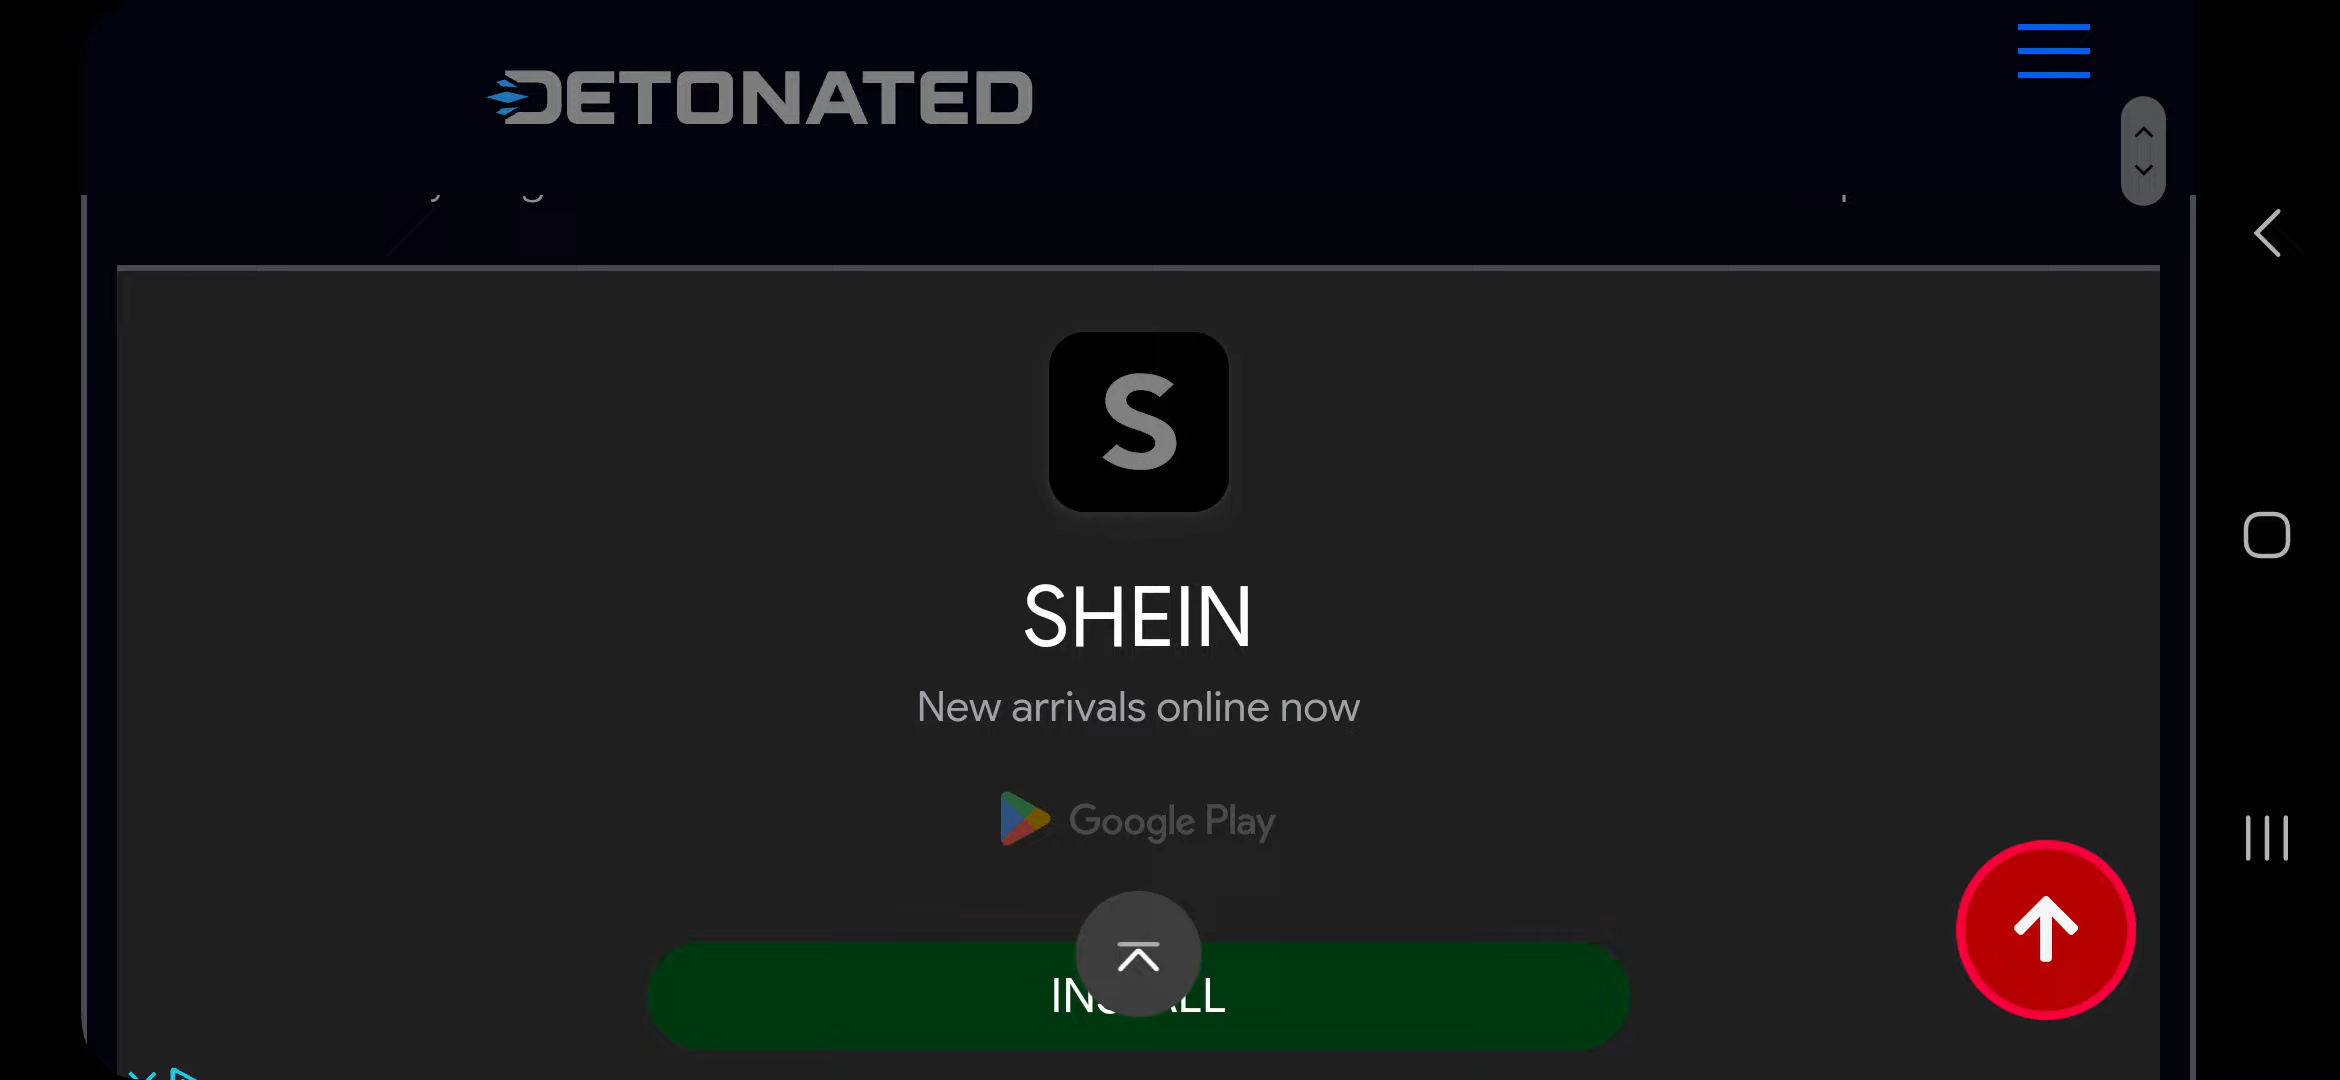 DETONATED
S
SHEIN
New arrivals online now
Google Play